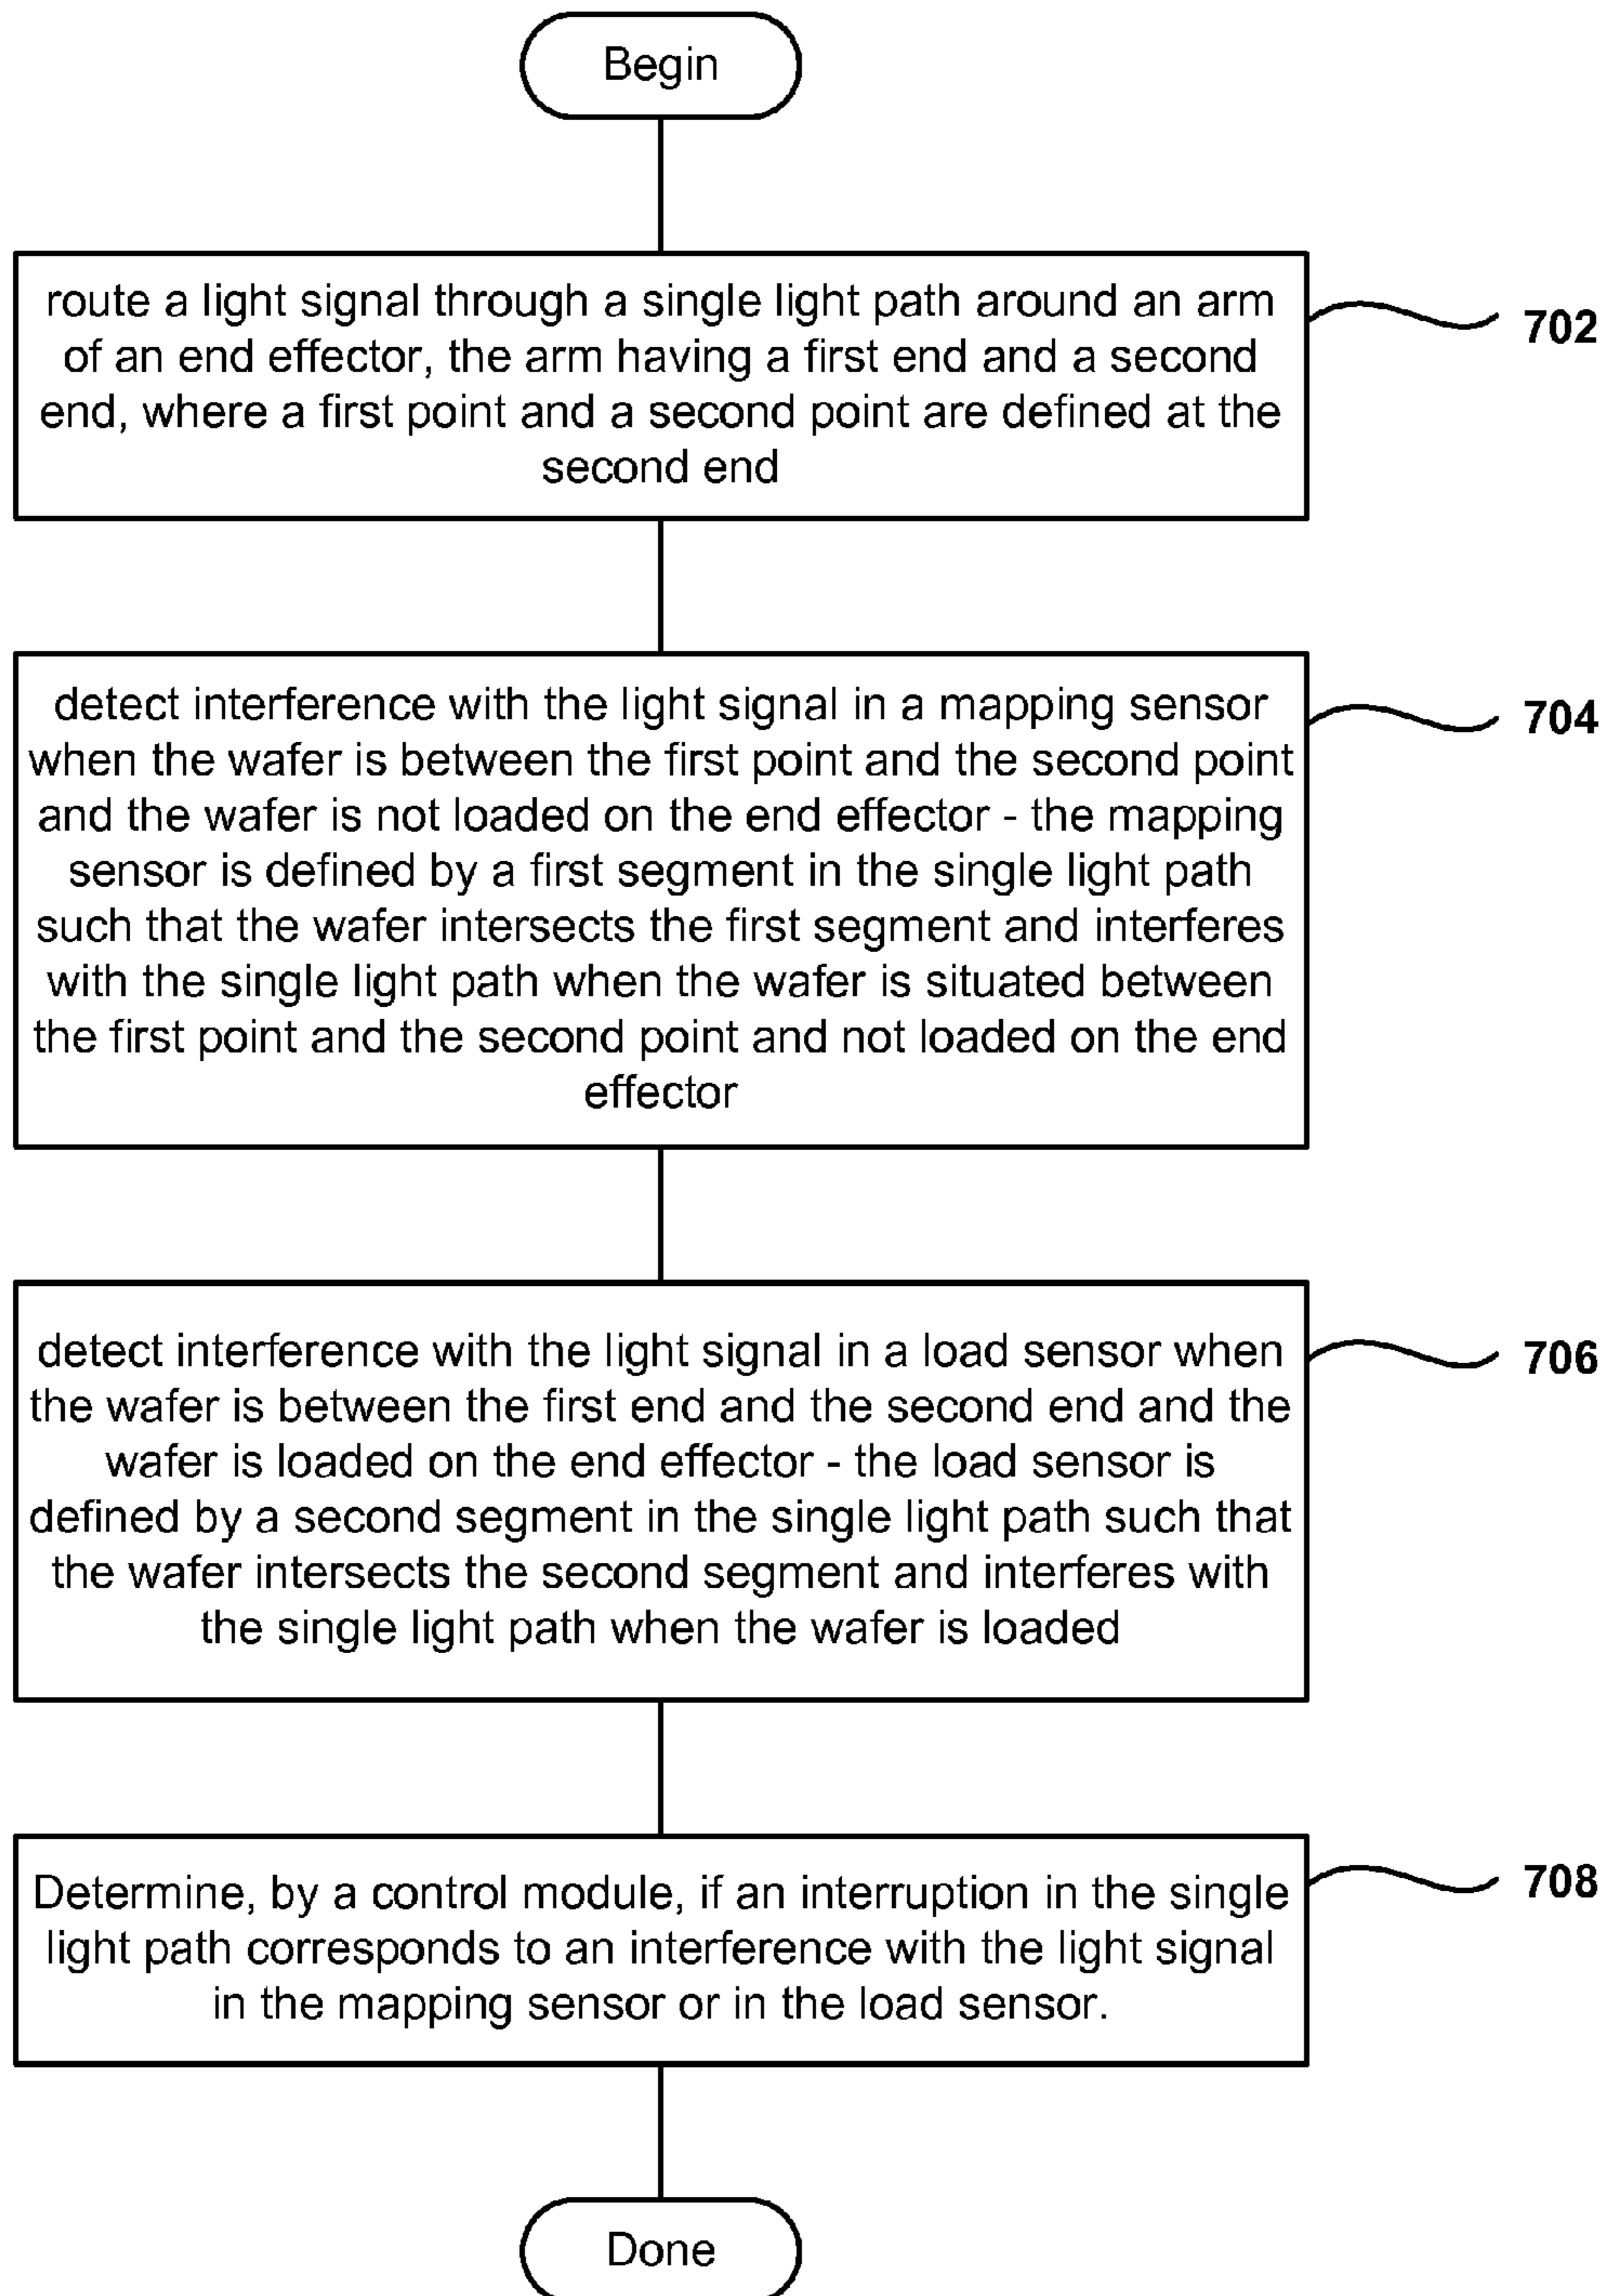 Begin
route a light signal through a single light path around an arm
of an end effector, the arm having a first end and a second
end, where a first point and a second point are defined at the
second end
702
detect interference with the light signal in a mapping sensor
when the wafer is between the first point and the second point
and the wafer is not loaded on the end effector - the mapping
sensor is defined by a first segment in the single light path
such that the wafer intersects the first segment and interferes
with the single light path when the wafer is situated between
the first point and the second point and not loaded on the end
effector
704
detect interference with the light signal in a load sensor when
the wafer is between the first end and the second end and the
wafer is loaded on the end effector - the load sensor is
defined by a second segment in the single light path such that
the wafer intersects the second segment and interferes with
the single light path when the wafer is loaded
706
Determine, by a control module, if an interruption in the single
light path corresponds to an interference with the light signal
in the mapping sensor or in the load sensor.
708
Done